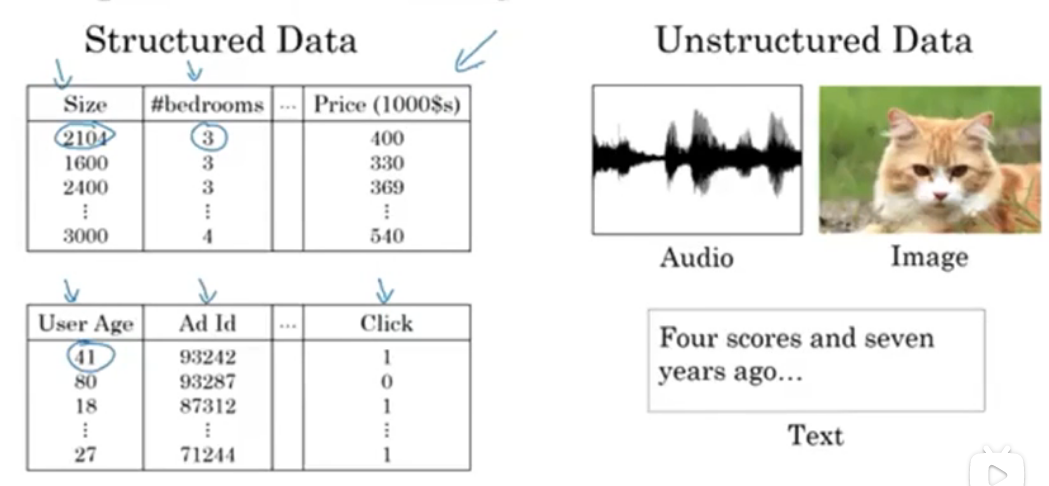 Structured Data
Size #bedrooms ... Price (1000$s)
2104 3 400
1600 3 330
2400 3 369
⋮ ⋮ ⋮
3000 4 540
User Age Ad Id ... Click
41 93242 1
80 93287 0
18 87312 1
⋮ ⋮ ⋮
27 71244 1
Unstructured Data
Audio
Image
Four scores and seven
years ago...
Text